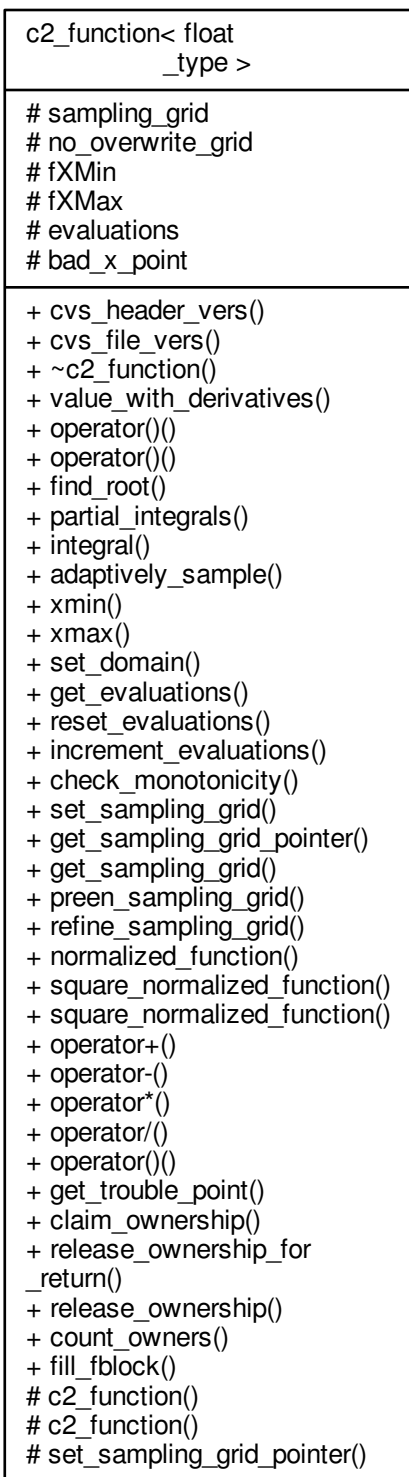 c2_function< float
_type >
# sampling_grid
# no_overwrite_grid
# fXMin
# fXMax
# evaluations
# bad_x_point
+ cvs_header_vers()
+ cvs_file_vers()
+ ~c2_function()
+ value_with_derivatives()
+ operator()()
+ operator()()
+ find_root()
+ partial_integrals()
+ integral()
+ adaptively_sample()
+ xmin()
+ xmax()
+ set_domain()
+ get_evaluations()
+ reset_evaluations()
+ increment_evaluations()
+ check_monotonicity()
+ set_sampling_grid()
+ get_sampling_grid_pointer()
+ get_sampling_grid()
+ preen_sampling_grid()
+ refine_sampling_grid()
+ normalized_function()
+ square_normalized_function()
+ square_normalized_function()
+ operator+()
+ operator-()
+ operator*()
+ operator/()
+ operator()()
+ get_trouble_point()
+ claim_ownership()
+ release_ownership_for
_return()
+ release_ownership()
+ count_owners()
+ fill_fblock()
# c2_function()
# c2_function()
# set_sampling_grid_pointer()